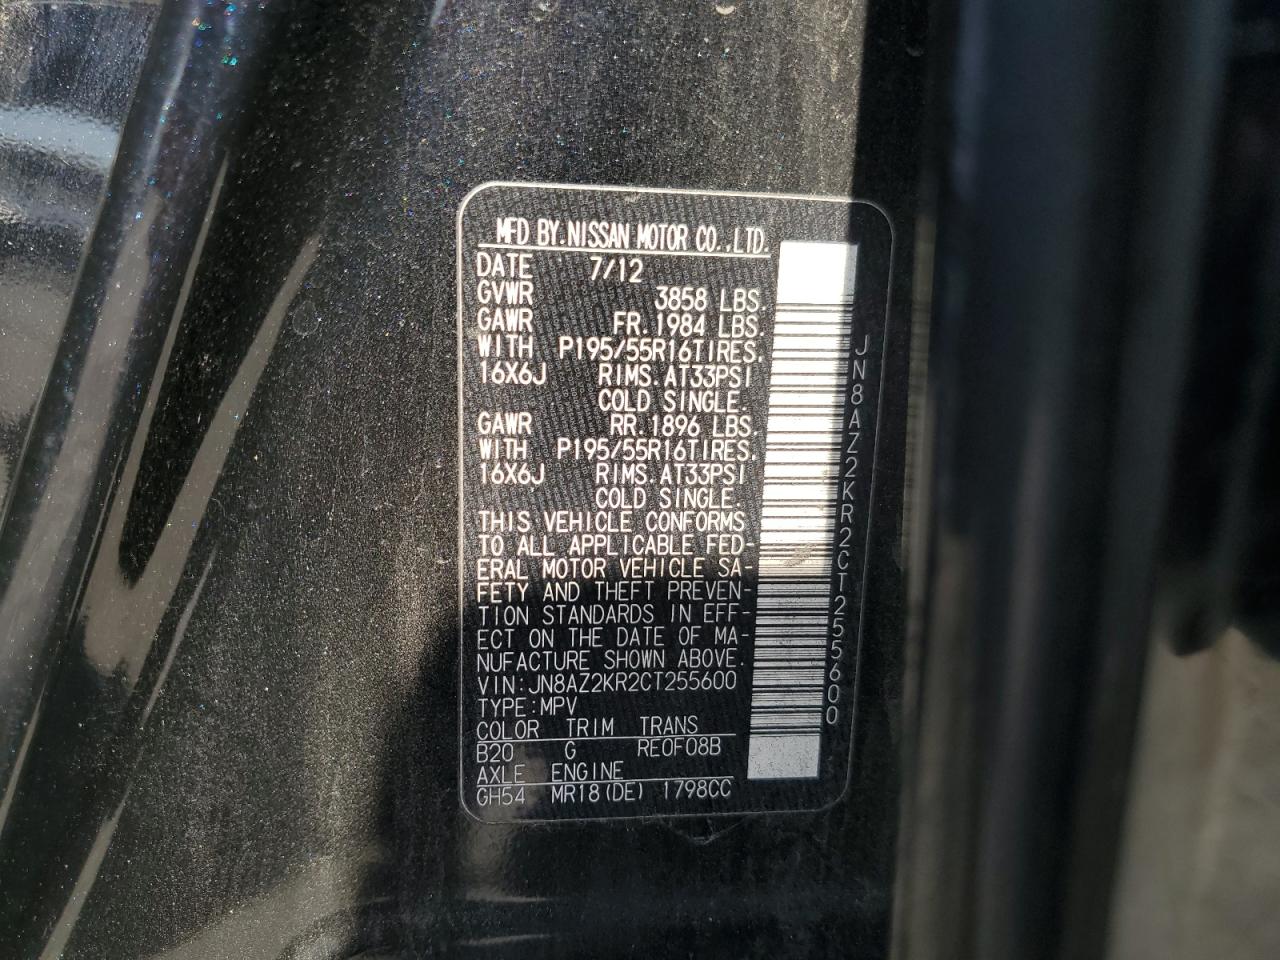 MFD BY.NISSAN MOTOR CO.,LTD.
DATE 7/12
GVWR 3858 LBS.
GAWR FR.1984 LBS.
WITH P195/55R16TIRES.
16X6J RIMS.AT33PSI
COLD SINGLE.
GAWR RR.1896 LBS.
WITH P195/55R16TIRES.
16X6J RIMS.AT33PSI
COLD SINGLE.
THIS VEHICLE CONFORMS
TO ALL APPLICABLE FED-
ERAL MOTOR VEHICLE SA-
FETY AND THEFT PREVEN-
TION STANDARDS IN EFF-
ECT ON THE DATE OF MA-
NUFACTURE SHOWN ABOVE.
VIN:JN8AZ2KR2CT255600
TYPE:MPV
COLOR TRIM TRANS
B20 G RE0F08B
AXLE ENGINE
GH54 MR18(DE) 1798CC
JN8AZ2KR2CT255600